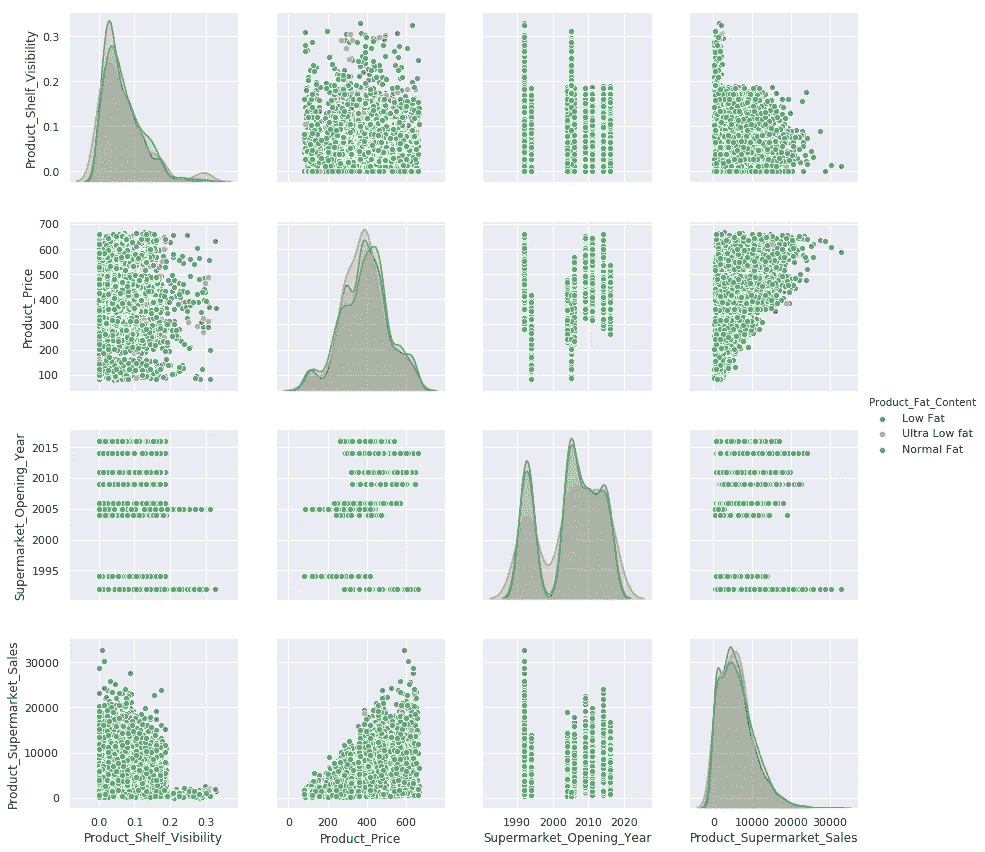 Product_Shelf_Visibility
0.3
0.2
0.1
0.0
Product_Price
700
600
500
400
300
200
100
Product_Fat_Content
Low Fat
Ultra Low fat
Normal Fat
Supermarket_Opening_Year
2015
2010
2005
2000
1995
Product_Supermarket_Sales
30000
20000
10000
0
0.0 0.1 0.2 0.3
0 200 400 600
1990 2000 2010 2020
0 10000 20000 30000
Product_Shelf_Visibility
Product_Price
Supermarket_Opening_Year
Product_Supermarket_Sales